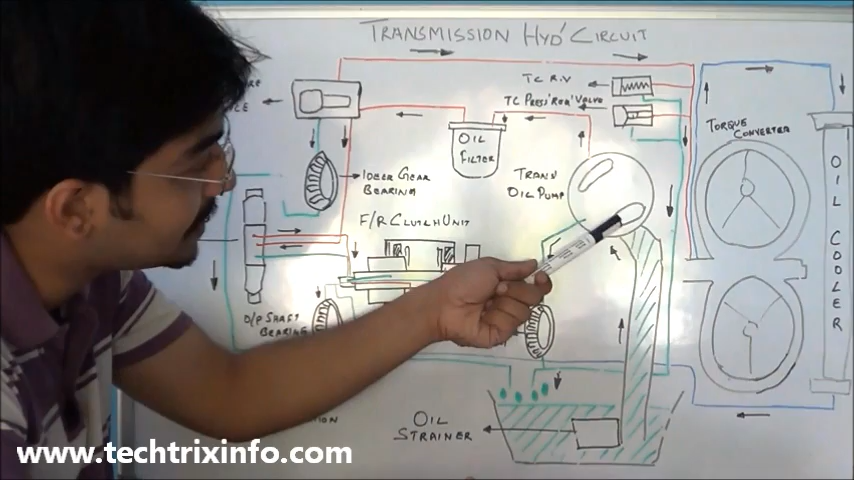 TRANSMISSION HYD' CIRCUIT
TC R.V
TC PRESS' REG' VALVE
TORQUE
CONVERTER
OIL
FILTER
TRANS
OIL PUMP
IDLER GEAR
BEARING
F/R CLUTCH UNIT
OIL COOLER
O/P SHAFT
BEARING
OIL
STRAINER
www.techtrixinfo.com